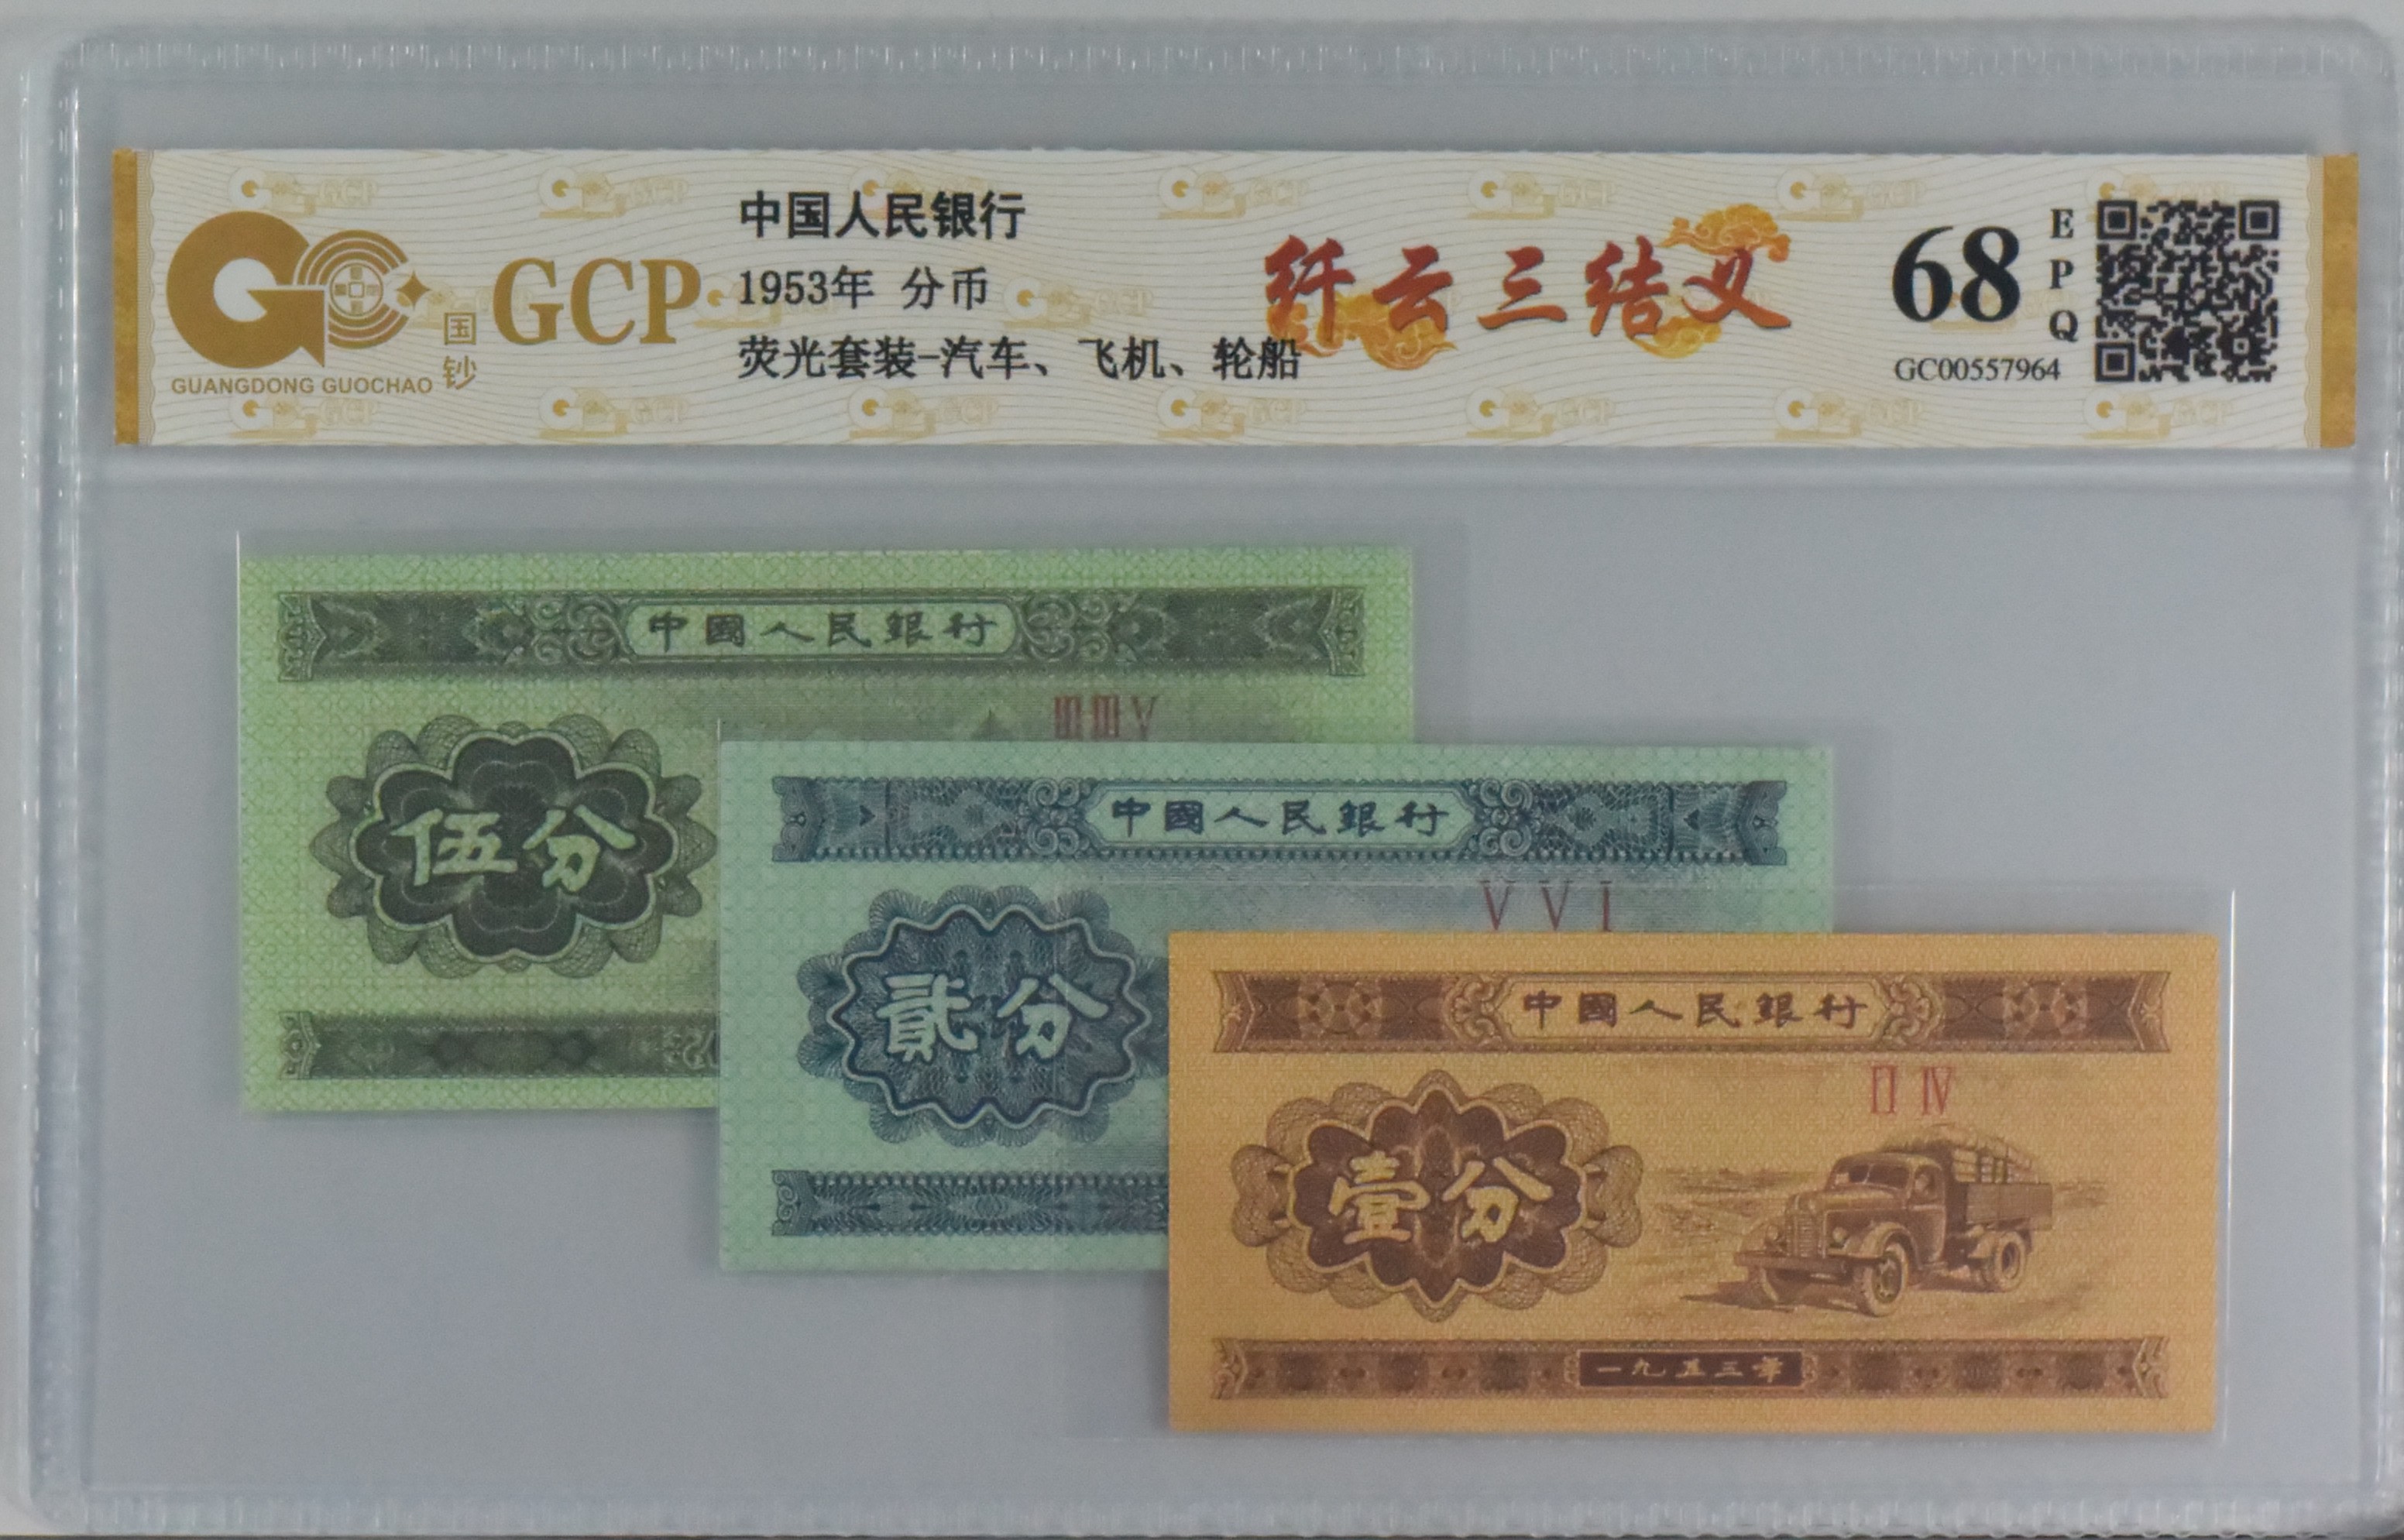 中国人民银行
1953年 分币
荧光套装-汽车、飞机、轮船
GCP
国钞
GUANGDONG GUOCHAO
纤云三结义
68
EPQ
GC00557964
中國人民銀行
ⅢⅢⅤ
伍分
中國人民銀行
ⅤⅤⅠ
貳分
中國人民銀行
Ⅱ Ⅳ
壹分
一九五三年